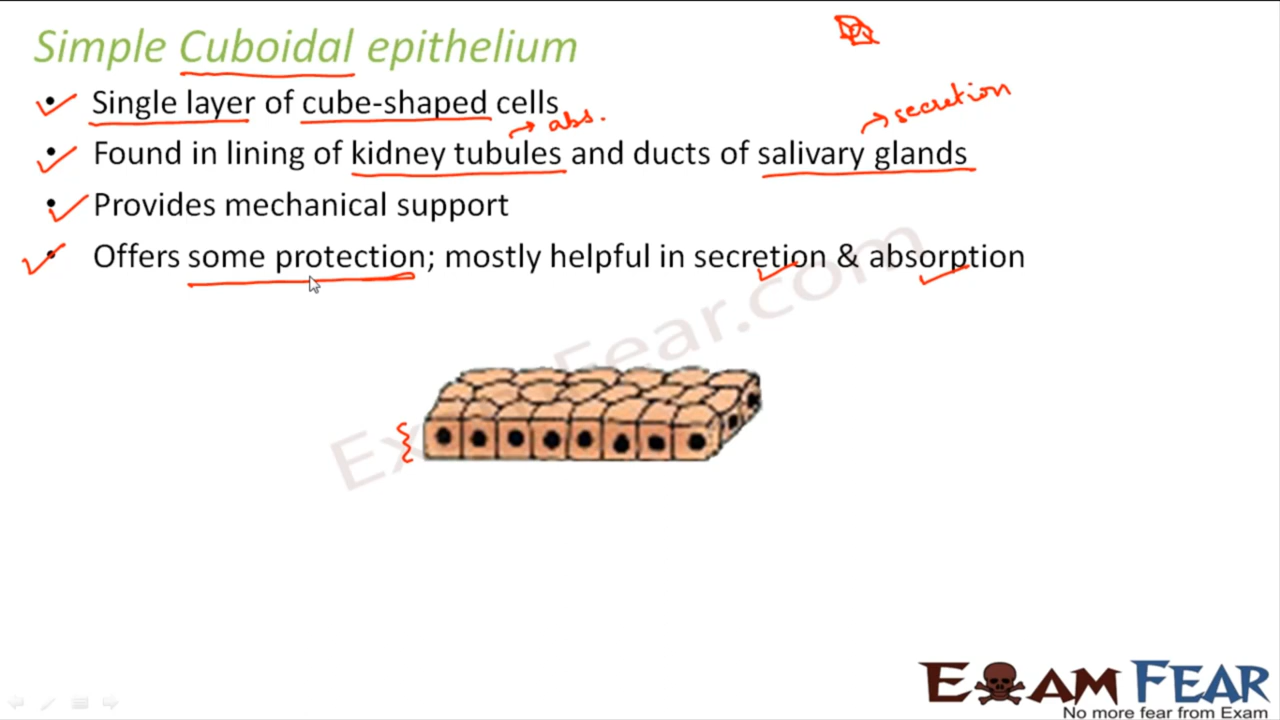 Simple Cuboidal epithelium
• Single layer of cube-shaped cells
abs.
secretion
• Found in lining of kidney tubules and ducts of salivary glands
• Provides mechanical support
• Offers some protection; mostly helpful in secretion & absorption
ExamFear.com
EXAM FEAR
No more fear from Exam